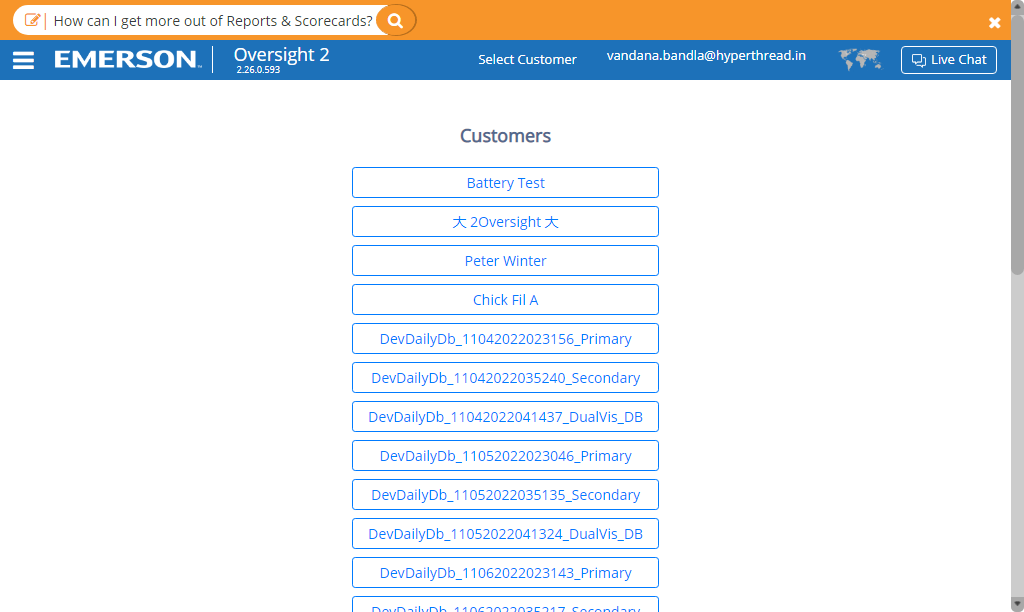 How can I get more out of Reports & Scorecards?
EMERSON
Oversight 2
2.26.0.593
Select Customer
vandana.bandla@hyperthread.in
Live Chat
Customers
Battery Test
大 2Oversight 大
Peter Winter
Chick Fil A
DevDailyDb_11042022023156_Primary
DevDailyDb_11042022035240_Secondary
DevDailyDb_11042022041437_DualVis_DB
DevDailyDb_11052022023046_Primary
DevDailyDb_11052022035135_Secondary
DevDailyDb_11052022041324_DualVis_DB
DevDailyDb_11062022023143_Primary
DevDailyDb_11062022035217_Secondary